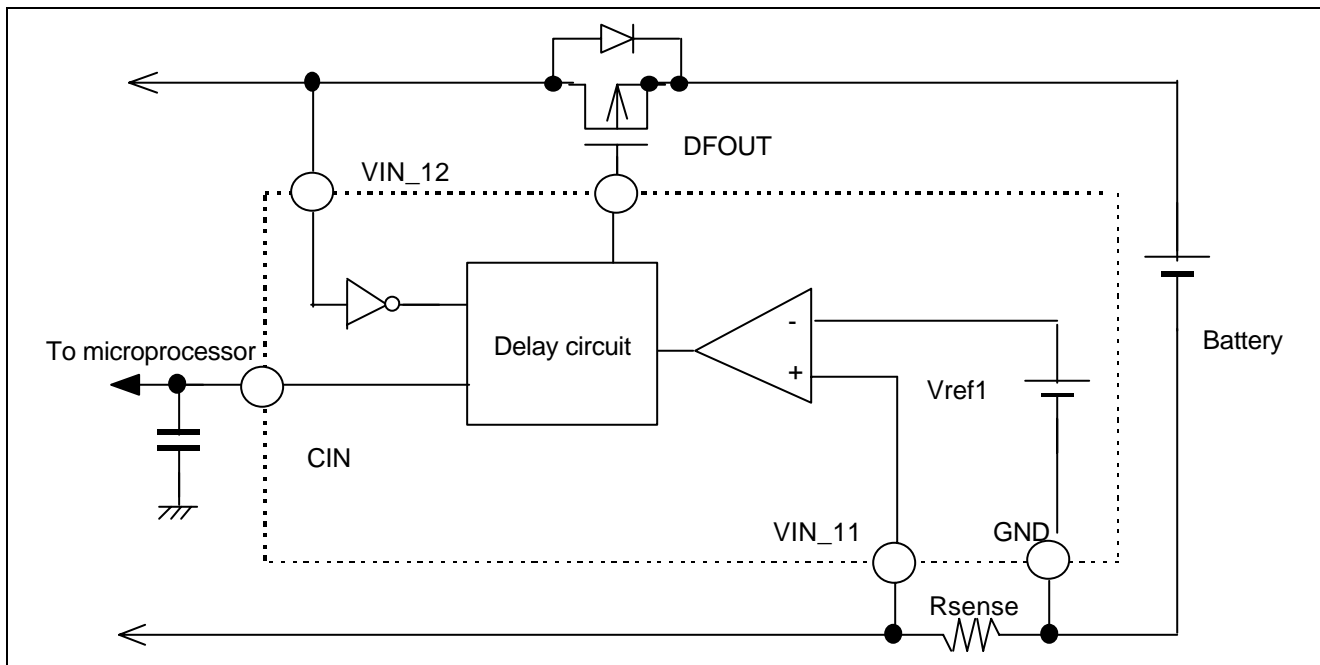 DFOUT
VIN_12
Delay circuit
-
+
Vref1
Battery
To microprocessor
CIN
VIN_11
GND
Rsense